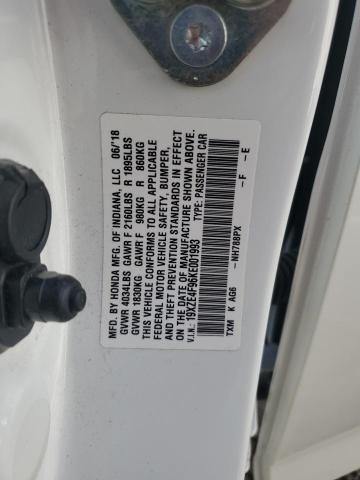 MFD. BY HONDA MFG. OF INDIANA, LLC 06/'18
GVWR 4034LBS GAWR F 2160LBS R 1895LBS
GVWR 1830KG GAWR F 980KG R 860KG
THIS VEHICLE CONFORMS TO ALL APPLICABLE
FEDERAL MOTOR VEHICLE SAFETY, BUMPER,
AND THEFT PREVENTION STANDARDS IN EFFECT
ON THE DATE OF MANUFACTURE SHOWN ABOVE.
V.I.N.: 19XZE4F96KE001993 TYPE: PASSENGER CAR
—NH788PX —F —E
TXM K AG6